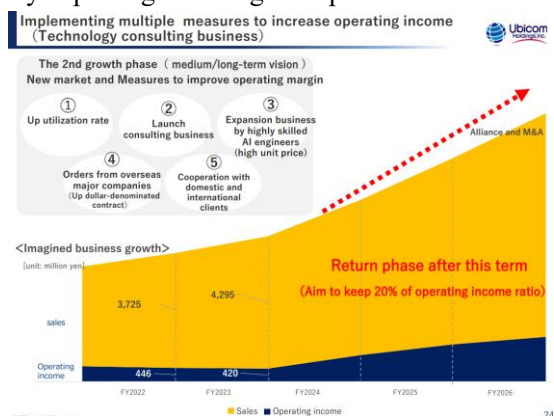 Implementing multiple measures to increase operating income
（Technology consulting business）
Ubicom
Holdings,Inc.
The 2nd growth phase（ medium/long-term vision ）
New market and Measures to improve operating margin
①
Up utilization rate
②
Launch
consulting business
③
Expansion business
by highly skilled
AI engineers
(high unit price)
④
Orders from overseas
major companies
(Up dollar-denominated
contract)
⑤
Cooperation with
domestic and
international
clients
Alliance and M&A
<Imagined business growth>
[unit: million yen]
Return phase after this term
(Aim to keep 20% of operating income ratio)
3,725
4,295
sales
Operating
income
446
420
FY2022
FY2023
FY2024
FY2025
FY2026
Sales
Operating income
24